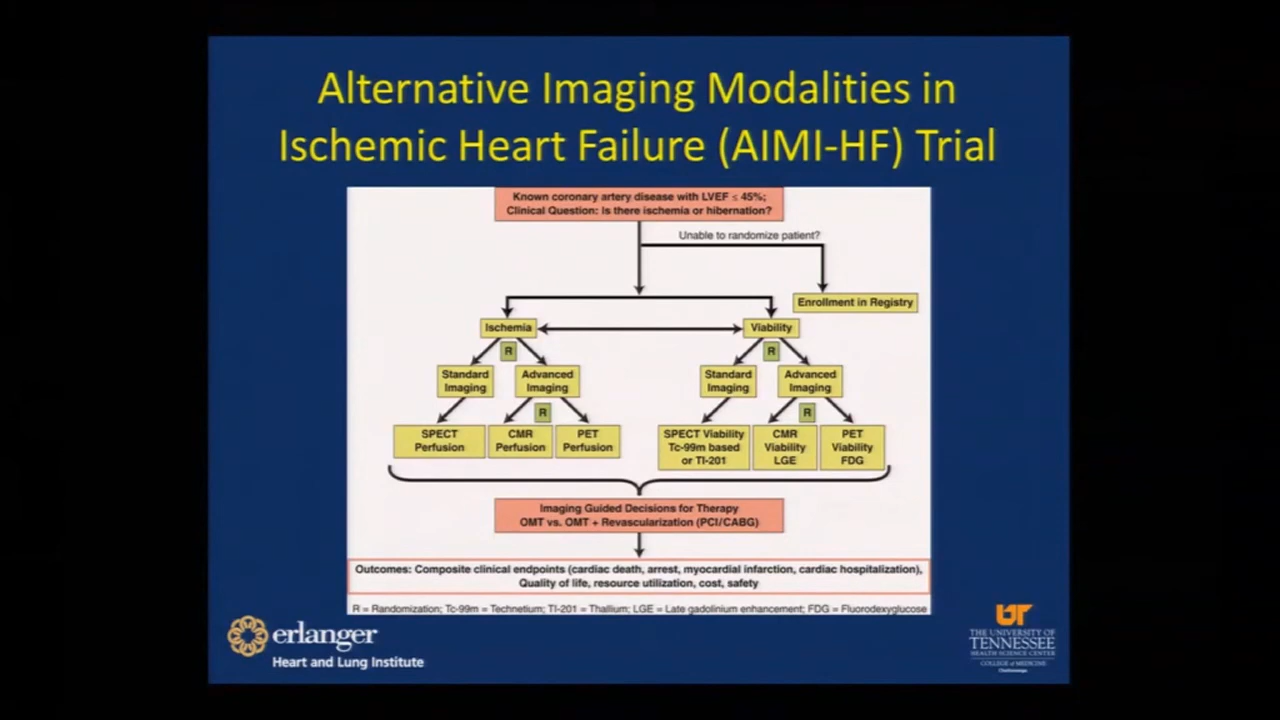 Alternative Imaging Modalities in
Ischemic Heart Failure (AIMI-HF) Trial
Known coronary artery disease with LVEF ≤ 45%;
Clinical Question: Is there ischemia or hibernation?
Unable to randomize patient?
Enrollment in Registry
Ischemia
Viability
R
R
Standard
Imaging
Advanced
Imaging
Standard
Imaging
Advanced
Imaging
R
R
SPECT
Perfusion
CMR
Perfusion
PET
Perfusion
SPECT Viability
Tc-99m based
or TI-201
CMR
Viability
LGE
PET
Viability
FDG
Imaging Guided Decisions for Therapy
OMT vs. OMT + Revascularization (PCI/CABG)
Outcomes: Composite clinical endpoints (cardiac death, arrest, myocardial infarction, cardiac hospitalization),
Quality of life, resource utilization, cost, safety
R = Randomization; Tc-99m = Technetium; TI-201 = Thallium; LGE = Late gadolinium enhancement; FDG = Fluorodexyglucose
erlanger
Heart and Lung Institute
UT
THE UNIVERSITY OF
TENNESSEE
HEALTH SCIENCE CENTER
COLLEGE of MEDICINE
Chattanooga